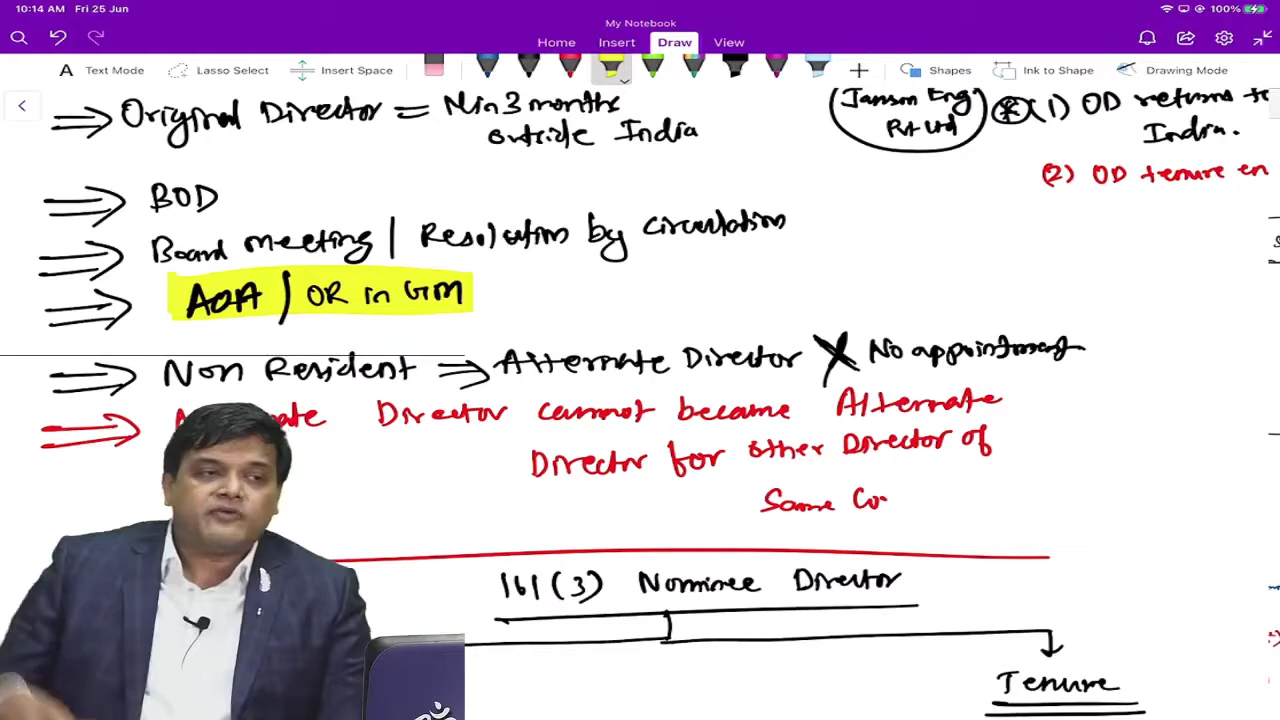 10:14 AM Fri 25 Jun
100%
My Notebook
Home Insert Draw View
Text Mode Lasso Select Insert Space Shapes Ink to Shape Drawing Mode
Original Director = Min 3 months
outside India
Janson Eng
Pvt Ltd
(1) OD returns to
India.
(2) OD tenure en
BOD
Board meeting | Resolution by circulation
AOA / OR in GM
Non Resident ⇒ Alternate Director X No appointment
Director cannot became Alternate
Director for other Director of
Same Co
161(3) Nominee Director
Tenure